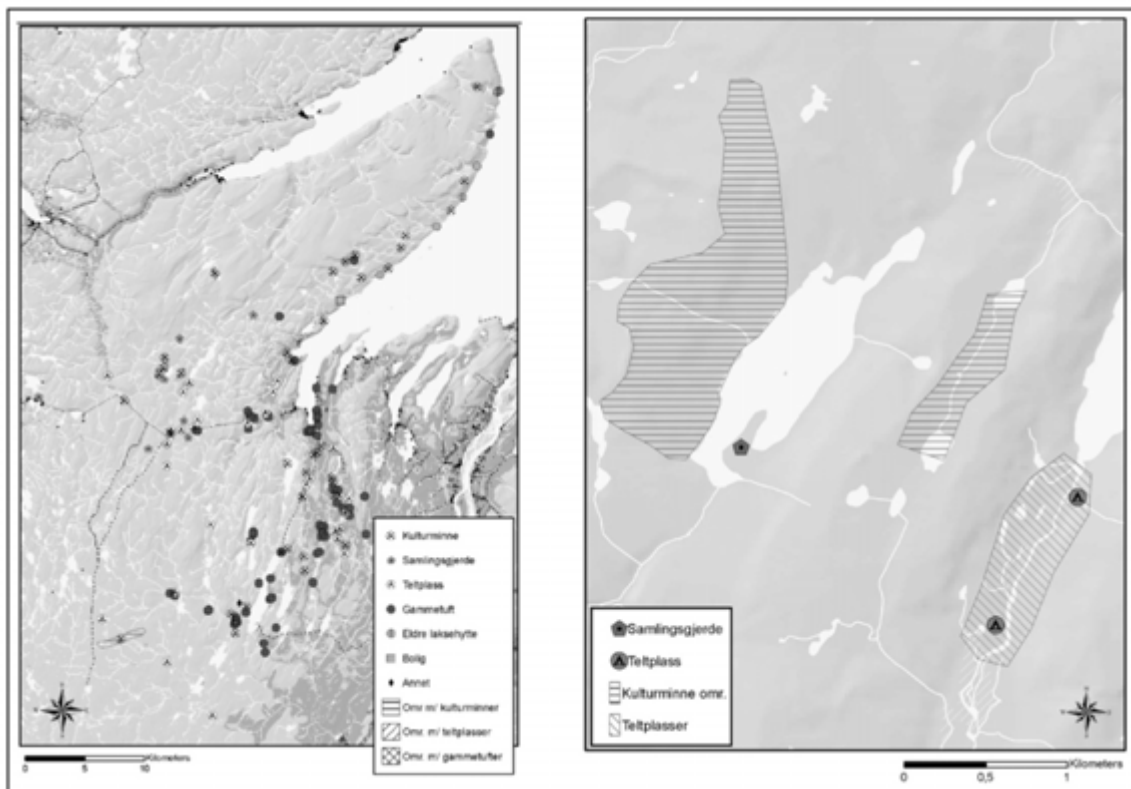 Kulturminne
Samlingsgjerde
Teltplass
Gammetuft
Eldre laksehytte
Bolig
Annet
Omr m/ kulturminner
Omr. m/ teltplasser
Omr. m/ gammetufter
Kilometers
0 5 10
Samlingsgjerde
Teltplass
Kulturminne omr.
Teltplasser
Kilometers
0 0,5 1